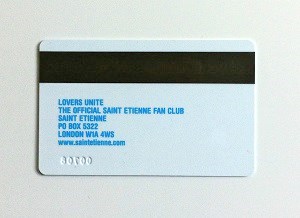 LOVERS UNITE
THE OFFICIAL SAINT ETIENNE FAN CLUB
SAINT ETIENNE
PO BOX 5322
LONDON W1A 4WS
www.saintetienne.com